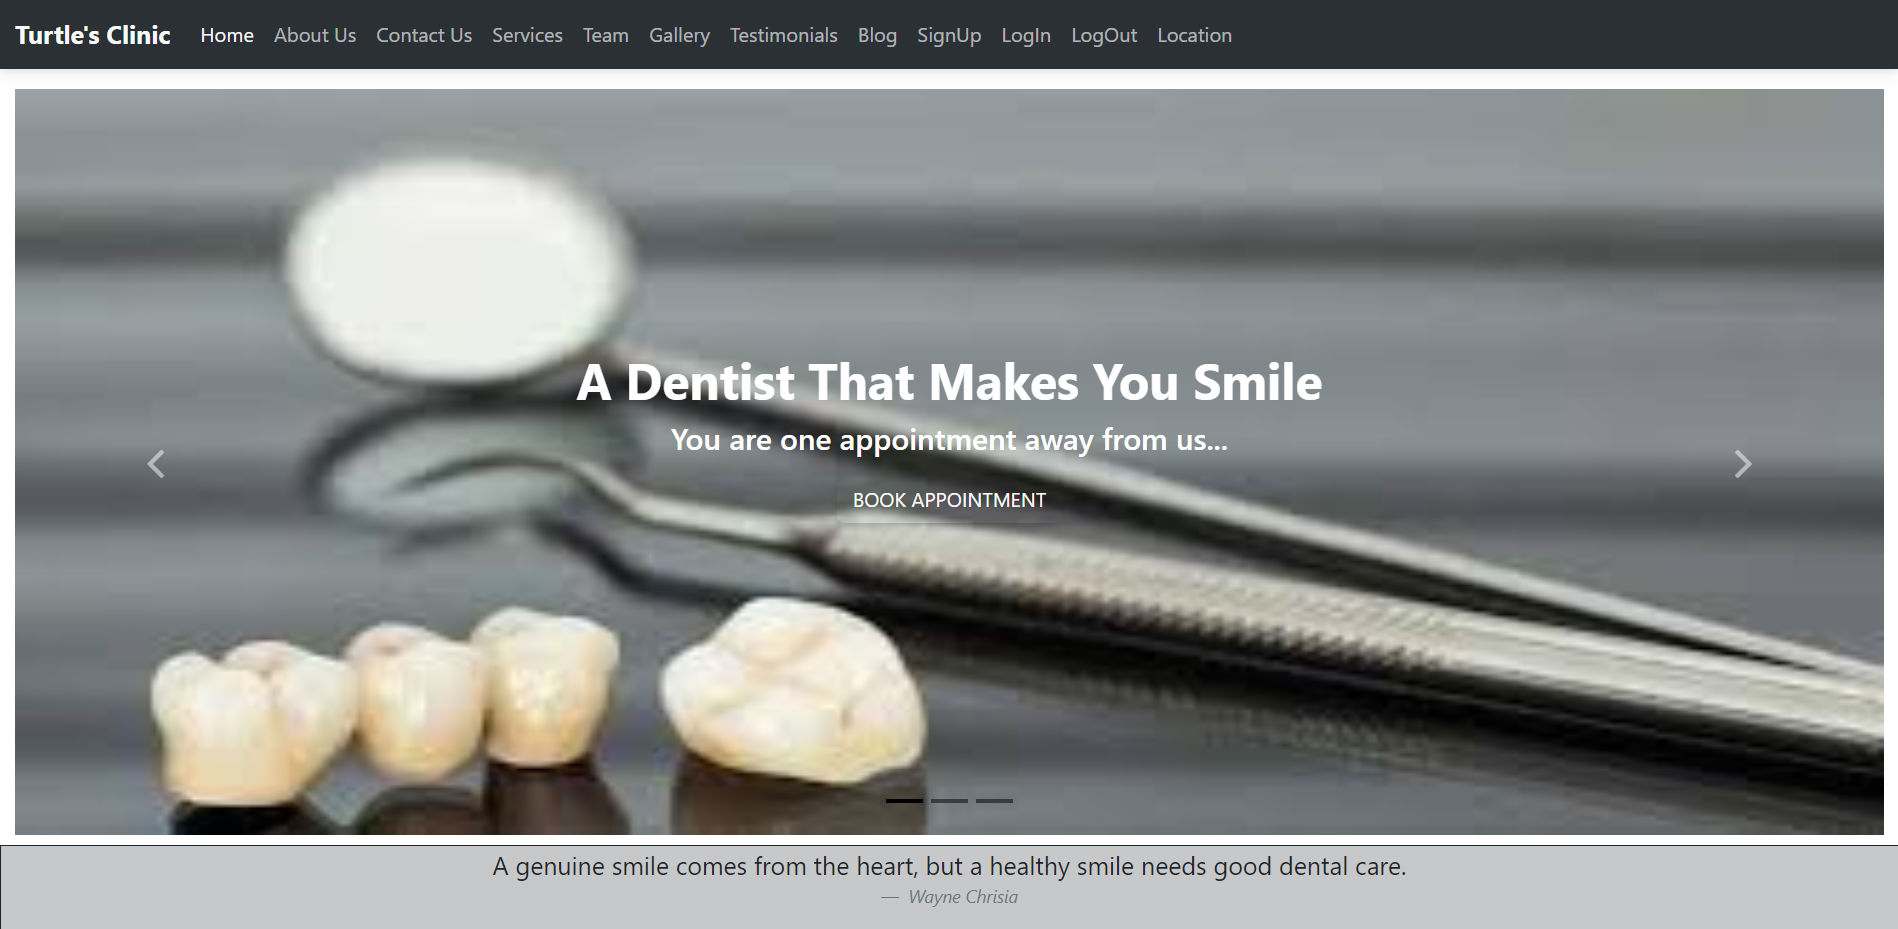 Turtle's Clinic Home About Us Contact Us Services Team Gallery Testimonials Blog SignUp LogIn LogOut Location
A Dentist That Makes You Smile
You are one appointment away from us...
BOOK APPOINTMENT
A genuine smile comes from the heart, but a healthy smile needs good dental care.
— Wayne Chrisia